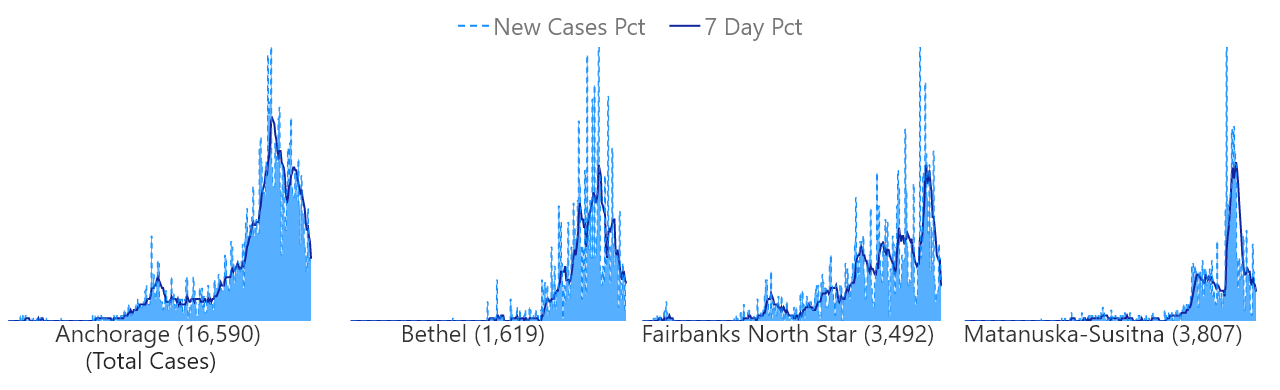 New Cases Pct 7 Day Pct
Anchorage (16,590) Bethel (1,619) Fairbanks North Star (3,492) Matanuska-Susitna (3,807)
(Total Cases)